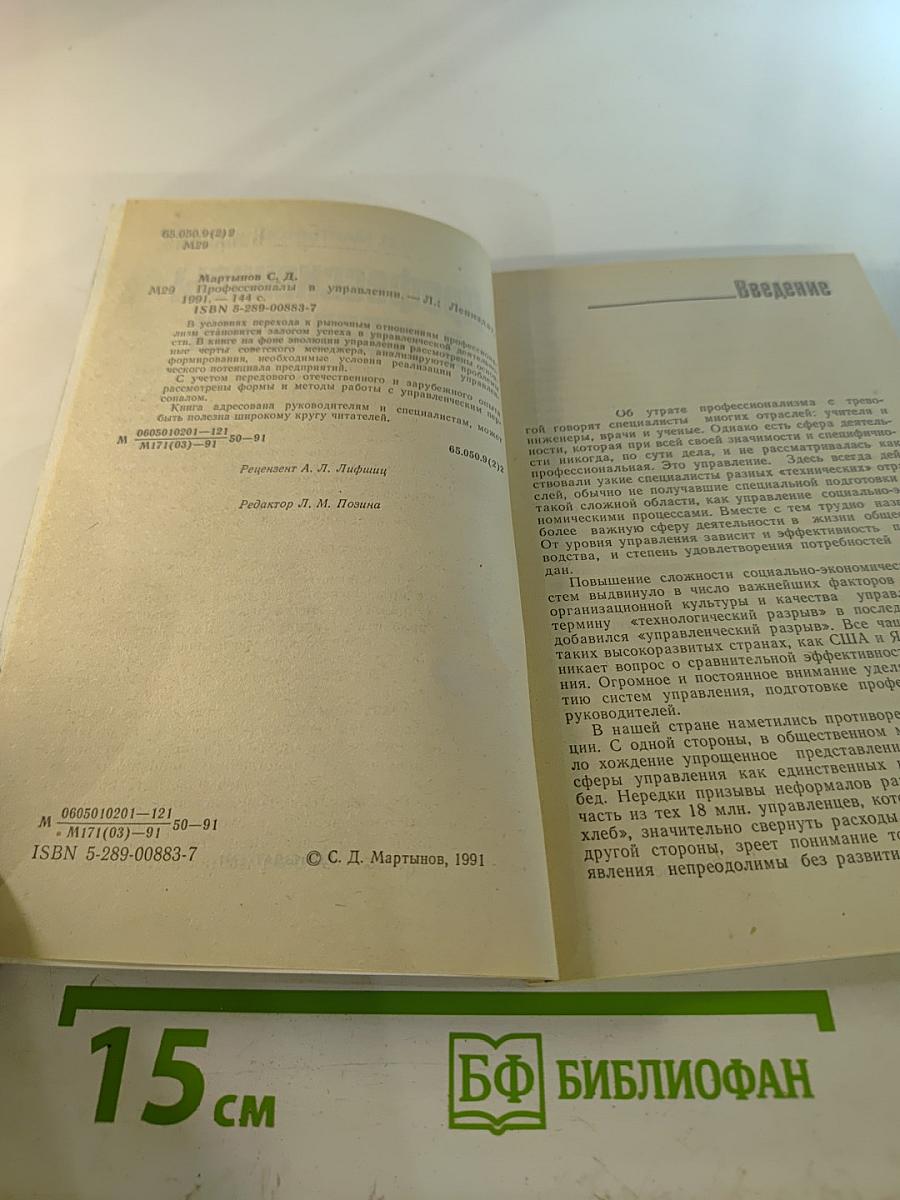 65.050.9(2)2
М29
Мартынов С. Д.
М29 Профессионалы в управлении. — Л.: Лениздат
1991. — 144 с.
ISBN 5-289-00883-7
В условиях перехода к рыночным отношениям
лизм становится залогом успеха в управленческой
сти. В книге на фоне эволюции управления рассмотрены
ные черты советского менеджера, анализируются проблемы
формирования, необходимые условия реализации
ческого потенциала предприятий.
С учетом передового отечественного и зарубежного опыта
рассмотрены формы и методы работы с управленческим пер-
соналом.
Книга адресована руководителям и специалистам, может
быть полезна широкому кругу читателей.
М 0605010201—121 50—91
М171(03)—91
65.050.9(2)2
Рецензент А. Л. Лифшиц
Редактор Л. М. Позина
М 0605010201—121 50—91
М171(03)—91
ISBN 5-289-00883-7
© С. Д. Мартынов, 1991
Введение
Об утрате профессионализма с трево-
гой говорят специалисты многих отраслей: учителя и
инженеры, врачи и ученые. Однако есть сфера деятель-
ности, которая при всей своей значимости и специфично-
сти никогда, по сути дела, и не рассматривалась как
профессиональная. Это управление. Здесь всегда дей
ствовали узкие специалисты разных «технических» отра
слей, обычно не получавшие специальной подготовки
такой сложной области, как управление социально-э
номическими процессами. Вместе с тем трудно назв
более важную сферу деятельности в жизни общес
От уровня управления зависит и эффективность п
водства, и степень удовлетворения потребностей
дан.
Повышение сложности социально-экономичес
стем выдвинуло в число важнейших факторов
организационной культуры и качества управл
термину «технологический разрыв» в послед
добавился «управленческий разрыв». Все чащ
таких высокоразвитых странах, как США и Я
никает вопрос о сравнительной эффективност
ния. Огромное и постоянное внимание удел
тию систем управления, подготовке профе
руководителей.
В нашей стране наметились противоре
ции. С одной стороны, в общественном м
ло хождение упрощенное представлени
сферы управления как единственных
бед. Нередки призывы неформалов ра
часть из тех 18 млн. управленцев, кото
хлеб», значительно свернуть расходы
другой стороны, зреет понимание то
явления непреодолимы без развити
15 см
БФ БИБЛИОФАН